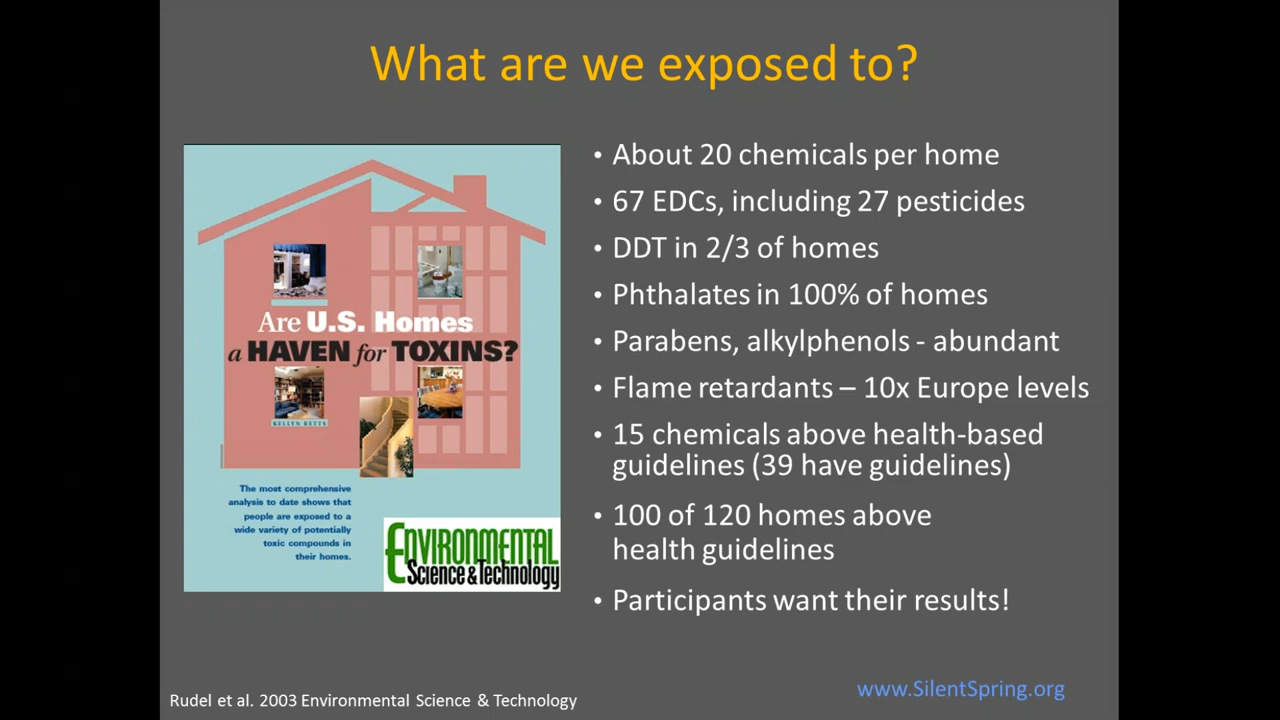 What are we exposed to?
Are U.S. Homes
a HAVEN for TOXINS?
KELLYN BETTS
The most comprehensive
analysis to date shows that
people are exposed to a
wide variety of potentially
toxic compounds in
their homes.
ENVIRONMENTAL
Science & Technology
• About 20 chemicals per home
• 67 EDCs, including 27 pesticides
• DDT in 2/3 of homes
• Phthalates in 100% of homes
• Parabens, alkylphenols - abundant
• Flame retardants – 10x Europe levels
• 15 chemicals above health-based
guidelines (39 have guidelines)
• 100 of 120 homes above
health guidelines
• Participants want their results!
Rudel et al. 2003 Environmental Science & Technology
www.SilentSpring.org